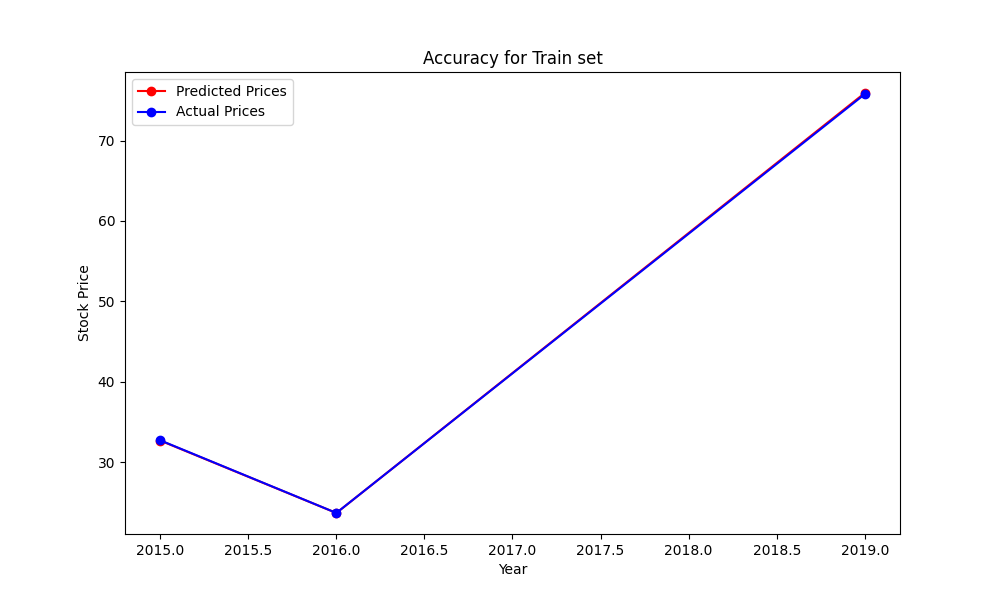 Accuracy for Train set
Predicted Prices
Actual Prices
70
60
50
40
30
Stock Price
2015.0 2015.5 2016.0 2016.5 2017.0 2017.5 2018.0 2018.5 2019.0
Year